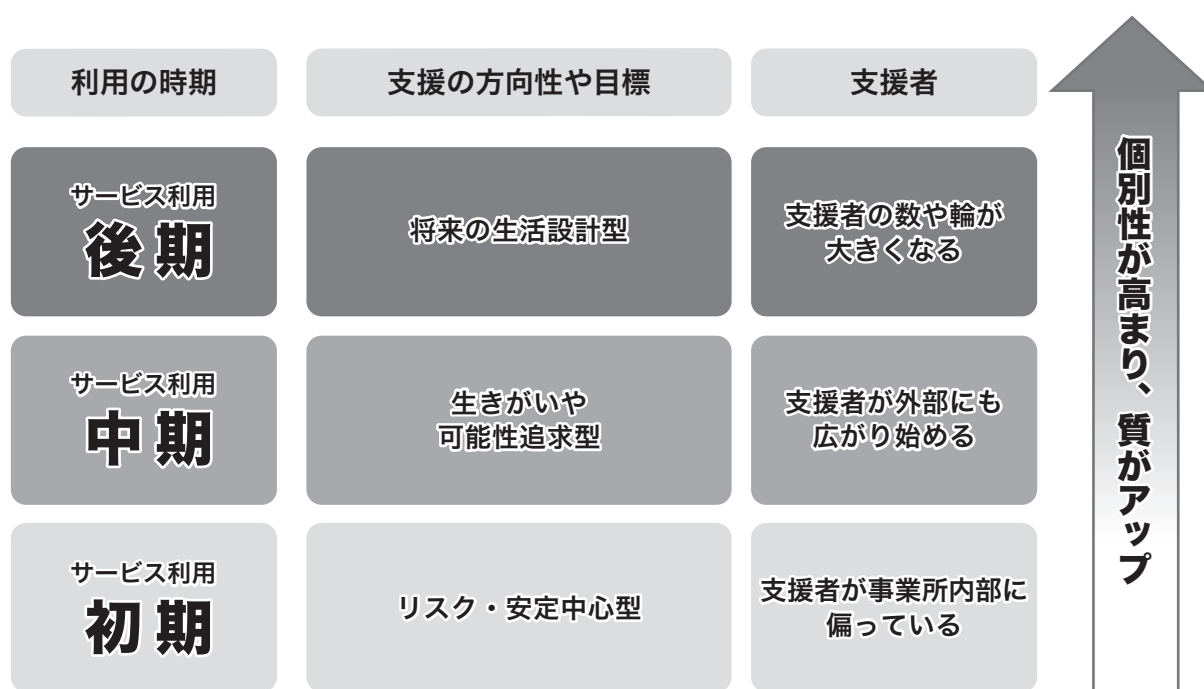 利用の時期
支援の方向性や目標
支援者
サービス利用
後期
将来の生活設計型
支援者の数や輪が
大きくなる
サービス利用
中期
生きがいや
可能性追求型
支援者が外部にも
広がり始める
サービス利用
初期
リスク・安定中心型
支援者が事業所内部に
偏っている
個別性が高まり、質がアップ